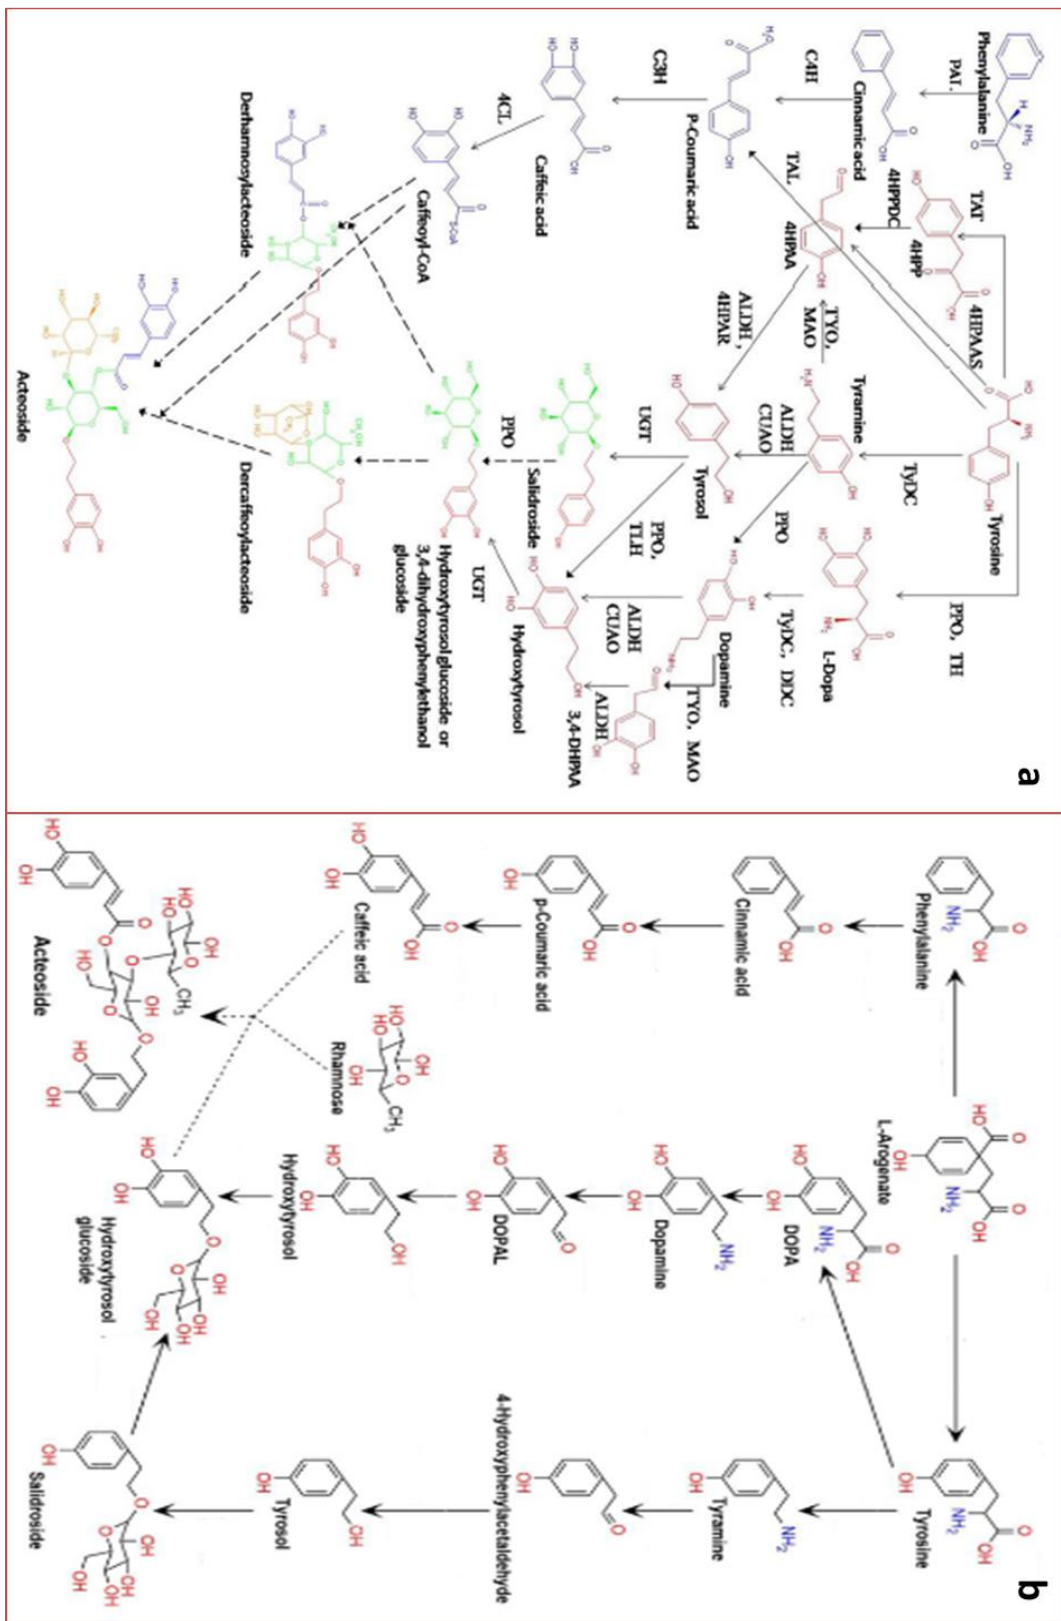 a
Phenylalanine
PAL
Cinnamic acid
C4H
P-Coumaric acid
C3H
Caffeic acid
4CL
Caffeoyl-CoA
Derhamnosylacteoside
Acteoside
TAT
4HPP
4HPPDC
4HPAA
4HPAAS
TAL
ALDH,
4HPAR
TYO,
MAO
Tyrosine
TyDC
Tyramine
ALDH
CUAO
Tyrosol
UGT
Salidroside
PPO
Hydroxytyrosol glucoside or
3,4-dihydroxyphenylethanol
glucoside
Dercaffeoylacteoside
PPO, TH
L-Dopa
TyDC, DDC
PPO
Dopamine
TYO, MAO
3,4-DHPAA
ALDH
ALDH
CUAO
PPO,
TLH
Hydroxytyrosol
UGT
b
L-Arogenate
Phenylalanine
Cinnamic acid
p-Coumaric acid
Caffeic acid
Rhamnose
Acteoside
DOPA
Dopamine
DOPAL
Hydroxytyrosol
Hydroxytyrosol
glucoside
Tyrosine
Tyramine
4-Hydroxyphenylacetaldehyde
Tyrosol
Salidroside